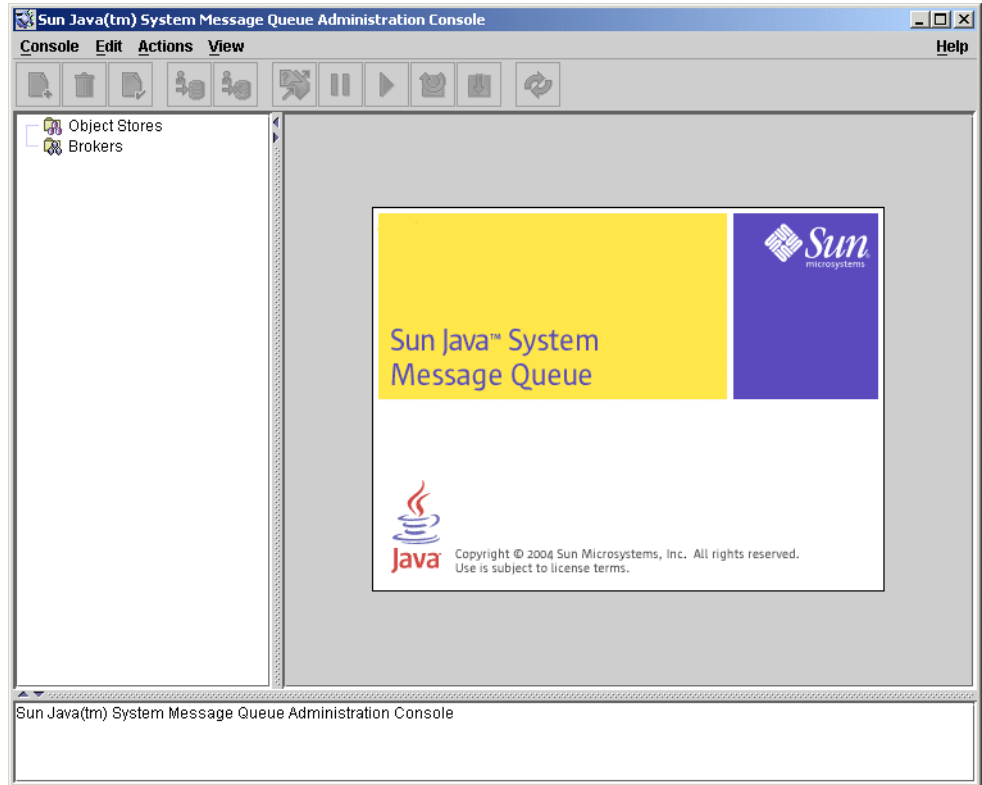 Sun Java(tm) System Message Queue Administration Console
Console Edit Actions View Help
Object Stores
Brokers
Sun
microsystems
Sun Java™ System
Message Queue
Java
Copyright © 2004 Sun Microsystems, Inc. All rights reserved.
Use is subject to license terms.
Sun Java(tm) System Message Queue Administration Console